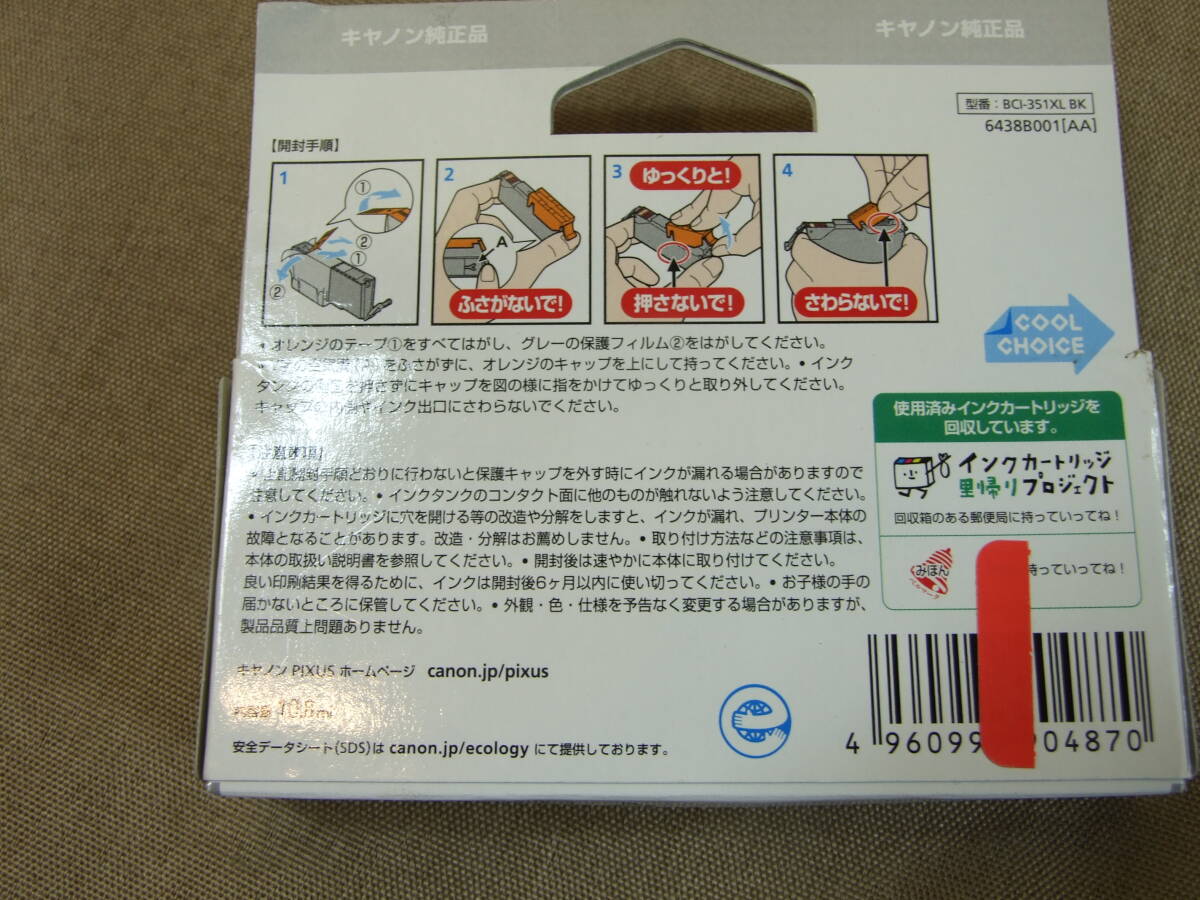 キヤノン純正品
キヤノン純正品
型番：BCI-351XL BK
6438B001[AA]
【開封手順】
1
①
②
①
②
2
A
ふさがないで!
3
ゆっくりと!
押さないで!
4
さわらないで!
• オレンジのテープ①をすべてはがし、グレーの保護フィルム②をはがしてください。
をふさがずに、オレンジのキャップを上にして持ってください。• インク
タンクの側面を押さずにキャップを図の様に指をかけてゆっくりと取り外してください。
キャップの内側やインク出口にさわらないでください。
COOL
CHOICE
【注意事項】
• 上記開封手順どおりに行わないと保護キャップを外す時にインクが漏れる場合がありますので
注意してください。• インクタンクのコンタクト面に他のものが触れないよう注意してください。
• インクカートリッジに穴を開ける等の改造や分解をしますと、インクが漏れ、プリンター本体の
故障となることがあります。改造・分解はお薦めしません。• 取り付け方法などの注意事項は、
本体の取扱い説明書を参照してください。• 開封後は速やかに本体に取り付けてください。
良い印刷結果を得るために、インクは開封後6ヶ月以内に使い切ってください。• お子様の手の
届かないところに保管してください。• 外観・色・仕様を予告なく変更する場合がありますが、
製品品質上問題ありません。
使用済みインクカートリッジを
回収しています。
インクカートリッジ
里帰りプロジェクト
回収箱のある郵便局に持っていってね！
みほん
ベルマーク
持っていってね！
キヤノン PIXUS ホームページ canon.jp/pixus
安全データシート(SDS)は canon.jp/ecology にて提供しております。
4 96099 204870